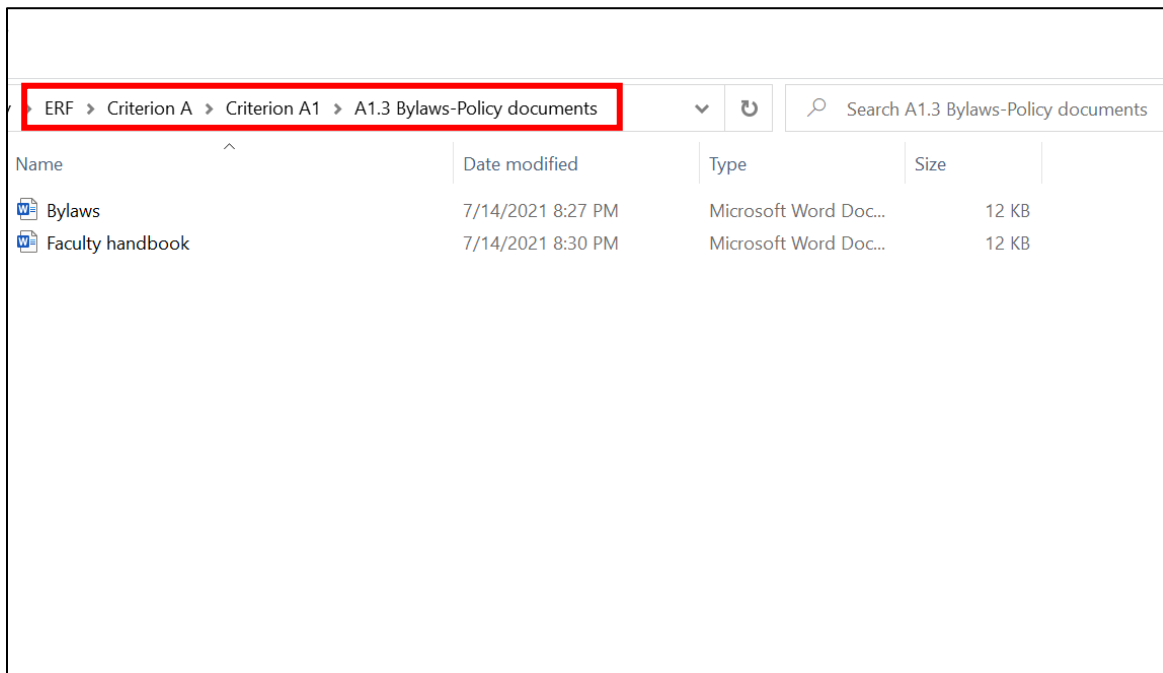 ERF > Criterion A > Criterion A1 > A1.3 Bylaws-Policy documents Search A1.3 Bylaws-Policy documents
Name Date modified Type Size
Bylaws 7/14/2021 8:27 PM Microsoft Word Doc... 12 KB
Faculty handbook 7/14/2021 8:30 PM Microsoft Word Doc... 12 KB